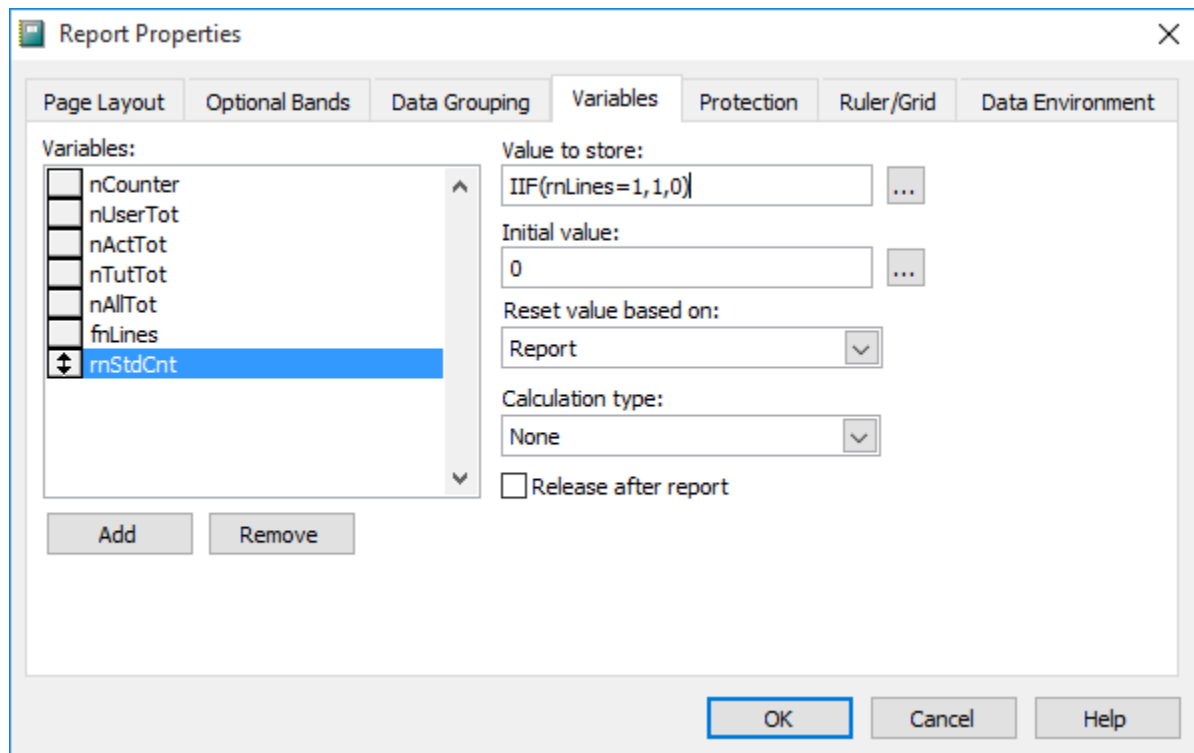 Report Properties
Page Layout
Optional Bands
Data Grouping
Variables
Protection
Ruler/Grid
Data Environment
Variables:
nCounter
nUserTot
nActTot
nTutTot
nAllTot
fnLines
rnStdCnt
Add
Remove
Value to store:
IIF(rnLines=1,1,0)
...
Initial value:
0
...
Reset value based on:
Report
Calculation type:
None
Release after report
OK
Cancel
Help